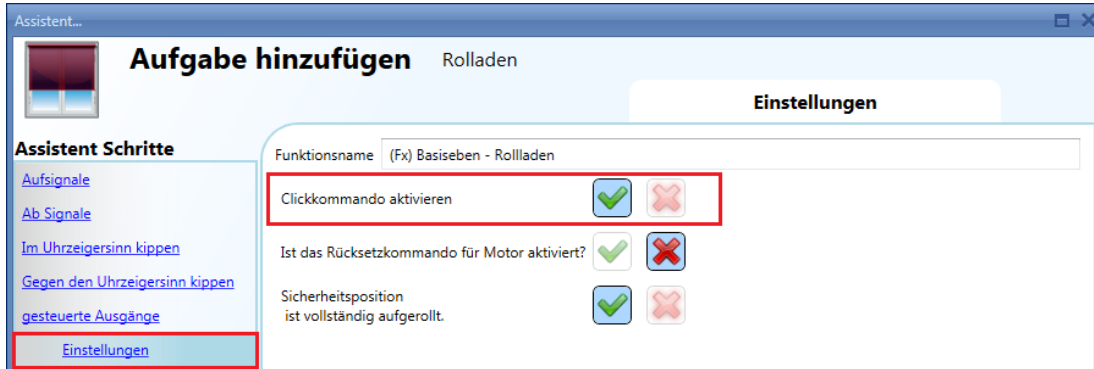 Assistent...
Aufgabe hinzufügen Rolladen
Einstellungen
Assistent Schritte
Aufsignale
Ab Signale
Im Uhrzeigersinn kippen
Gegen den Uhrzeigersinn kippen
gesteuerte Ausgänge
Einstellungen
Funktionsname (Fx) Basiseben - Rollladen
Clickkommando aktivieren
Ist das Rücksetzkommando für Motor aktiviert?
Sicherheitsposition
ist vollständig aufgerollt.